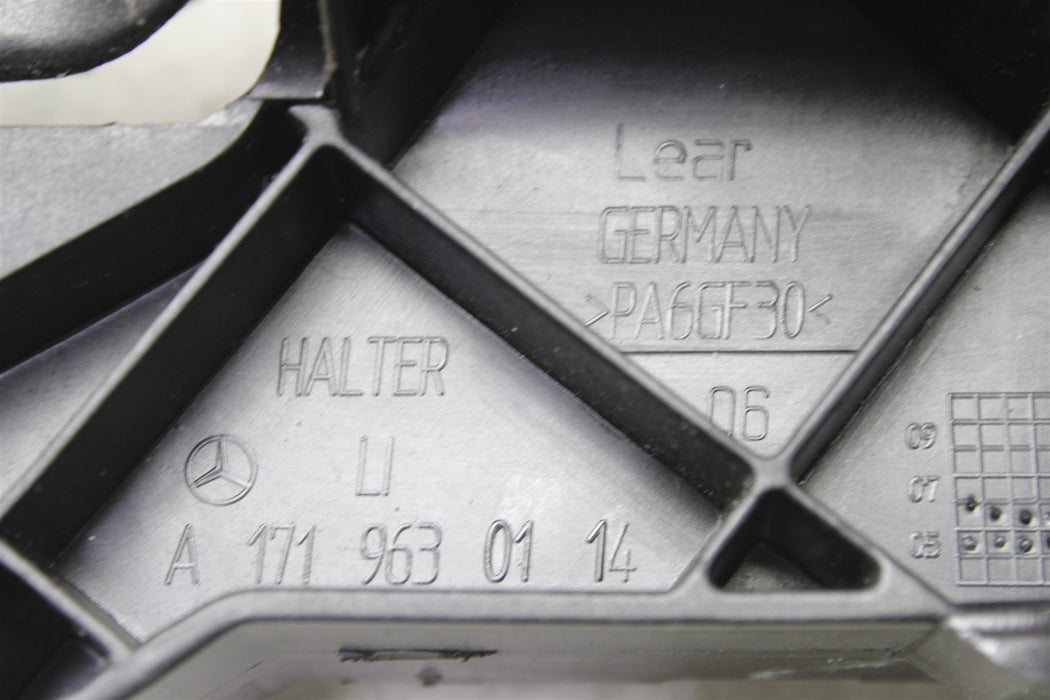 Lear
GERMANY
>PA6GF30<
06
HALTER
LI
A 171 963 01 14
09
07
05